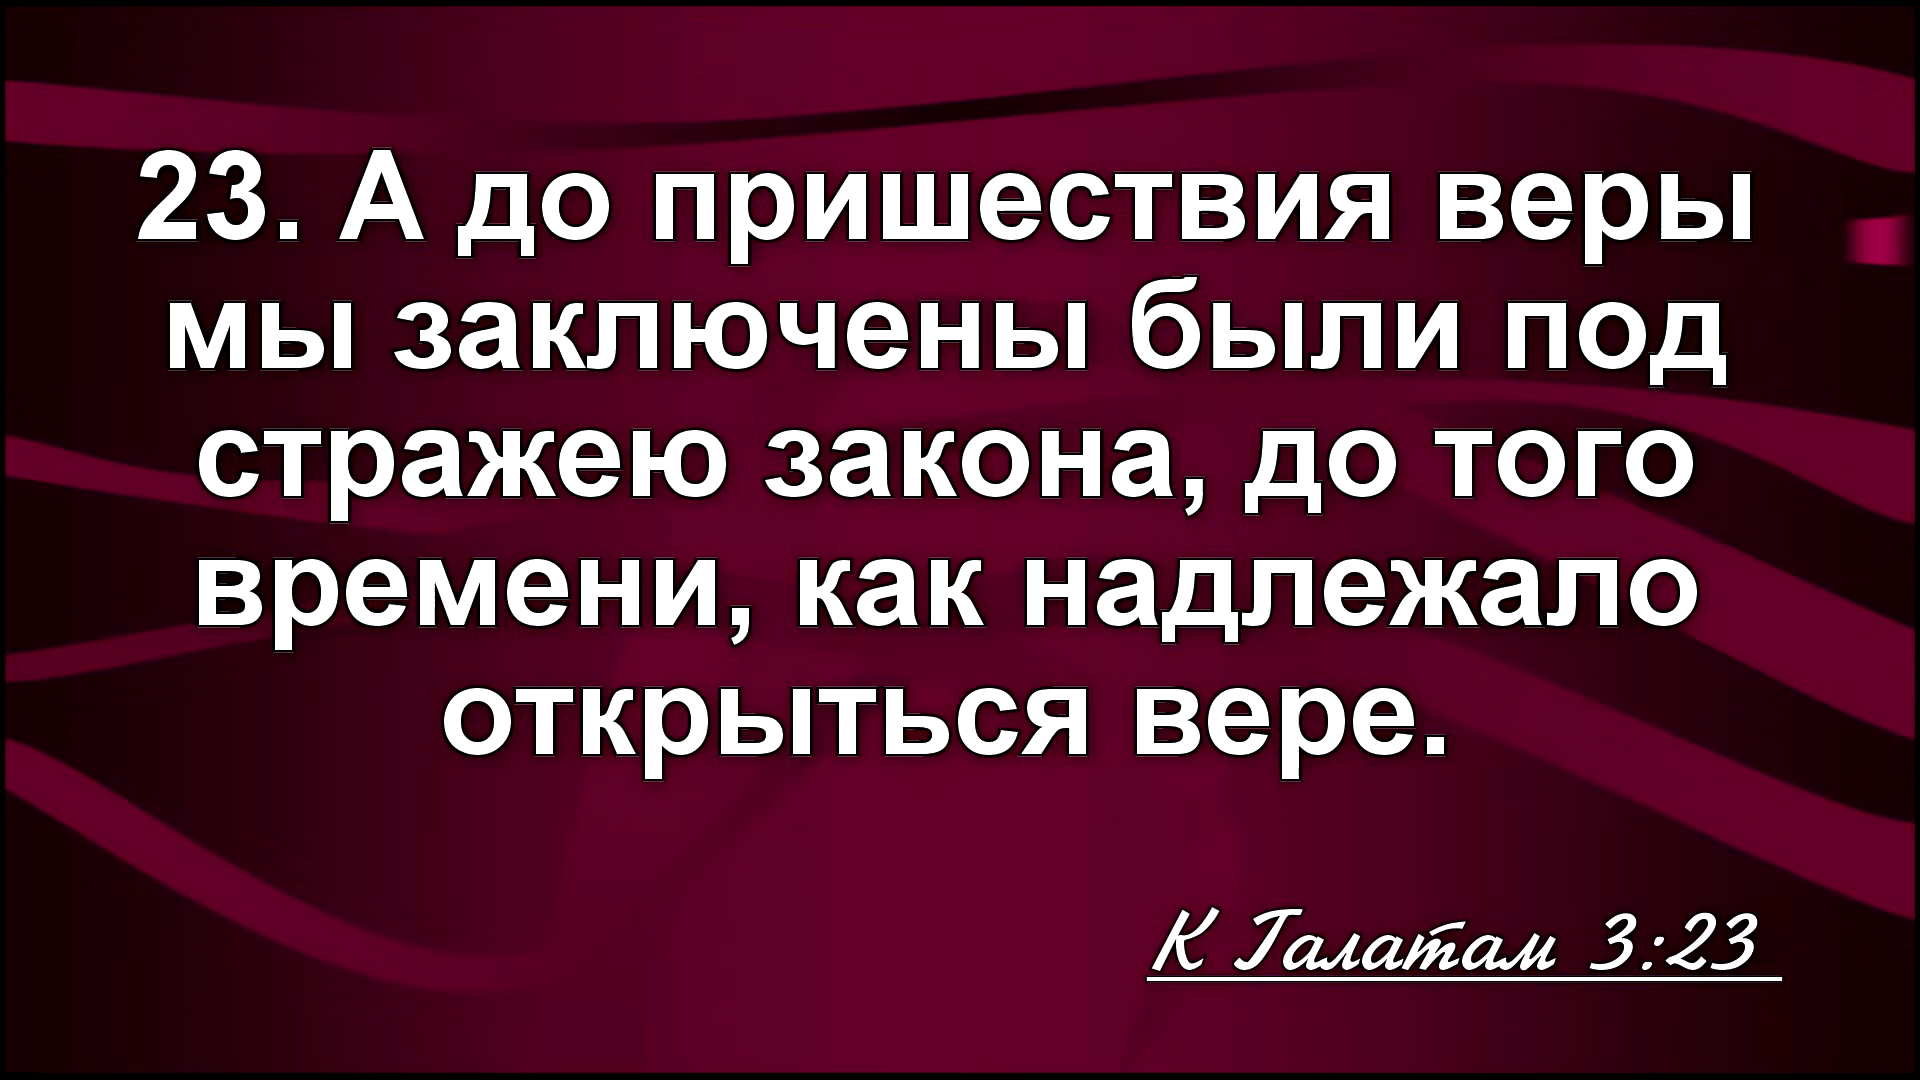 23. А до пришествия веры
мы заключены были под
стражею закона, до того
времени, как надлежало
открыться вере.
К Галатам 3:23